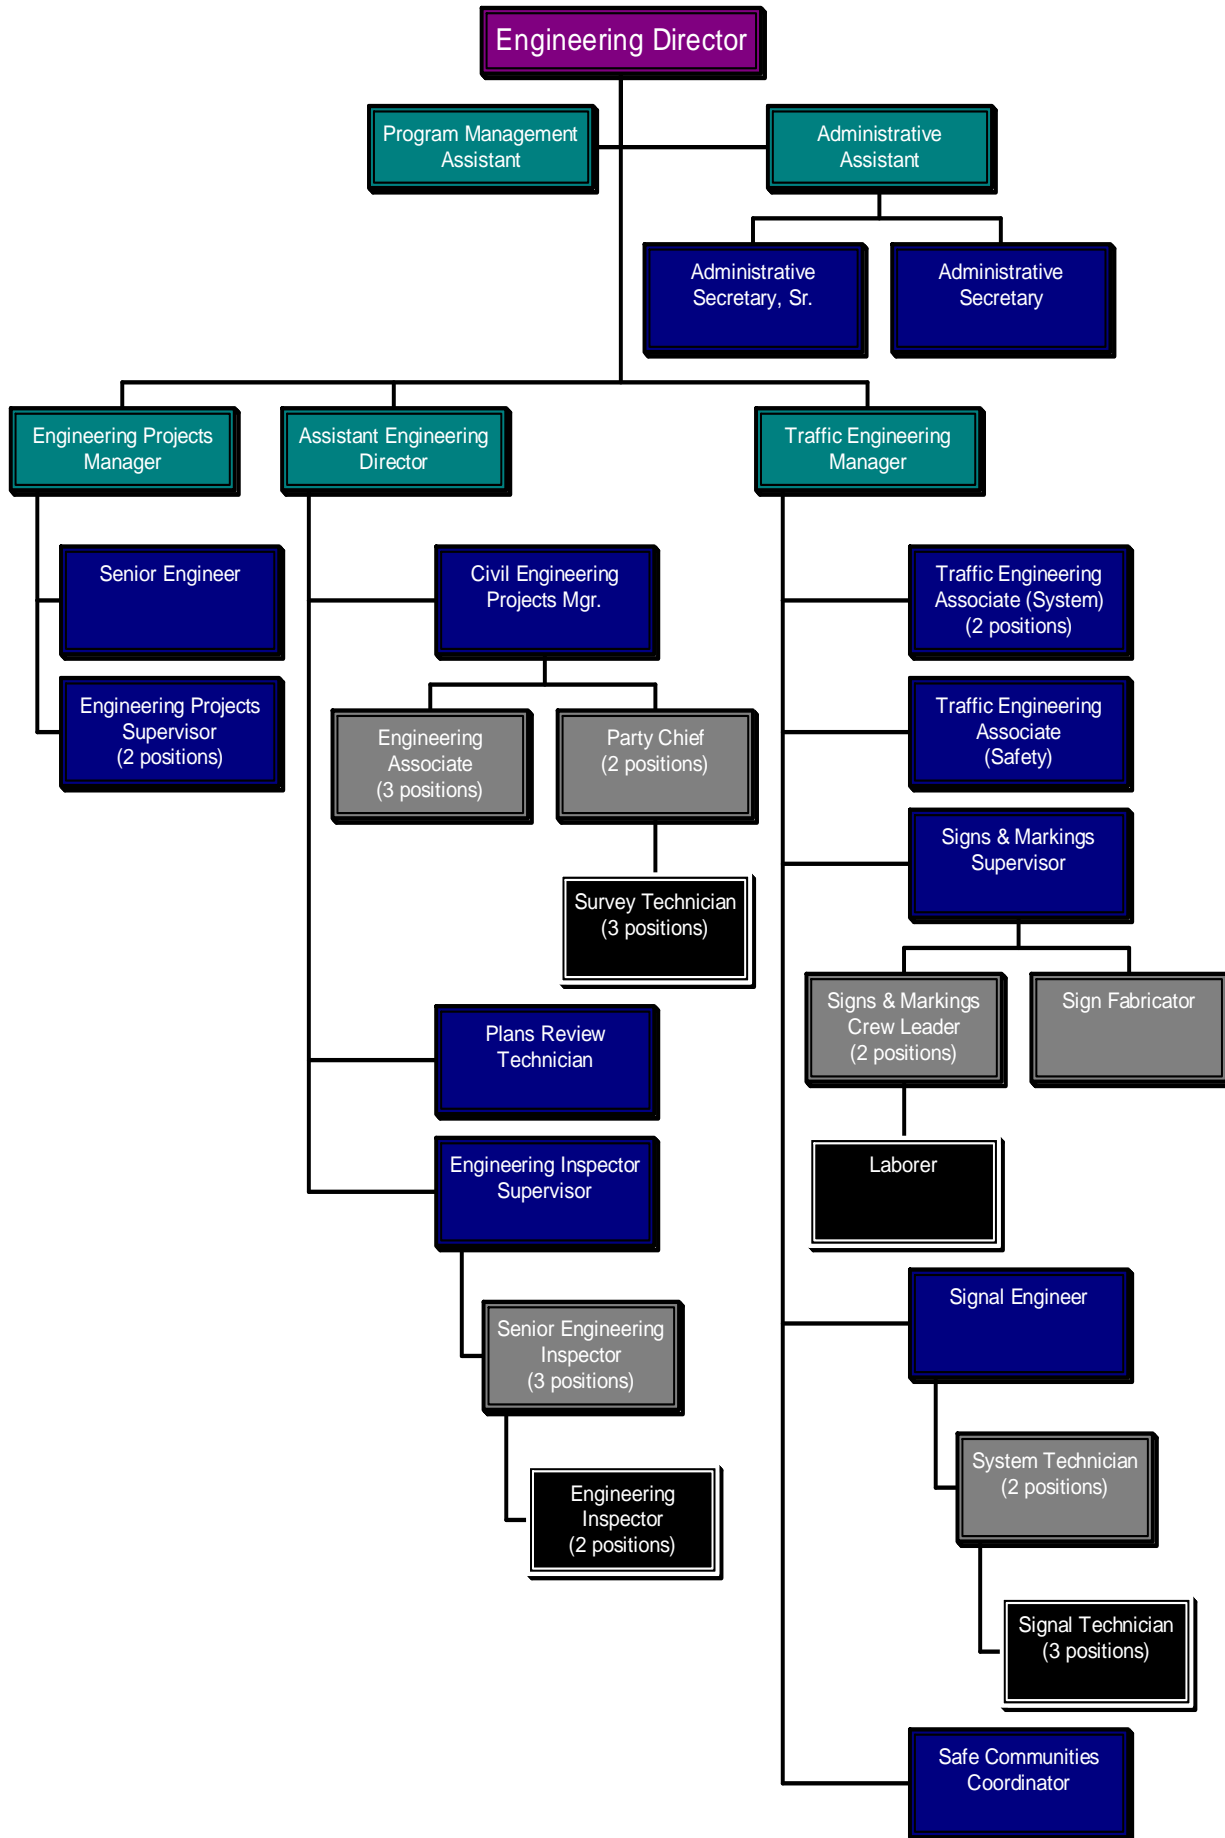 Engineering Director
Program Management
Assistant
Administrative
Assistant
Administrative
Secretary, Sr.
Administrative
Secretary
Engineering Projects
Manager
Assistant Engineering
Director
Traffic Engineering
Manager
Senior Engineer
Engineering Projects
Supervisor
(2 positions)
Civil Engineering
Projects Mgr.
Engineering
Associate
(3 positions)
Party Chief
(2 positions)
Survey Technician
(3 positions)
Plans Review
Technician
Engineering Inspector
Supervisor
Senior Engineering
Inspector
(3 positions)
Engineering
Inspector
(2 positions)
Traffic Engineering
Associate (System)
(2 positions)
Traffic Engineering
Associate
(Safety)
Signs & Markings
Supervisor
Signs & Markings
Crew Leader
(2 positions)
Sign Fabricator
Laborer
Signal Engineer
System Technician
(2 positions)
Signal Technician
(3 positions)
Safe Communities
Coordinator